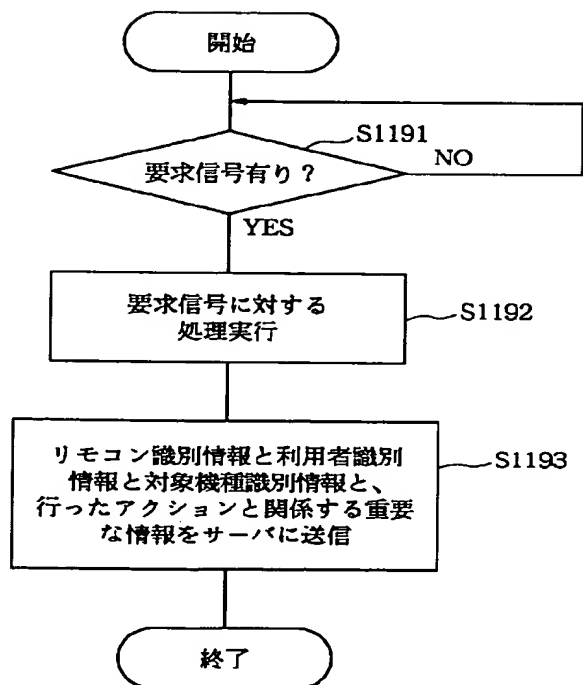 開始
S1191
要求信号有り?
NO
YES
要求信号に対する
処理実行
S1192
リモコン識別情報と利用者識別
情報と対象機種識別情報と、
行ったアクションと関係する重要
な情報をサーバに送信
S1193
終了